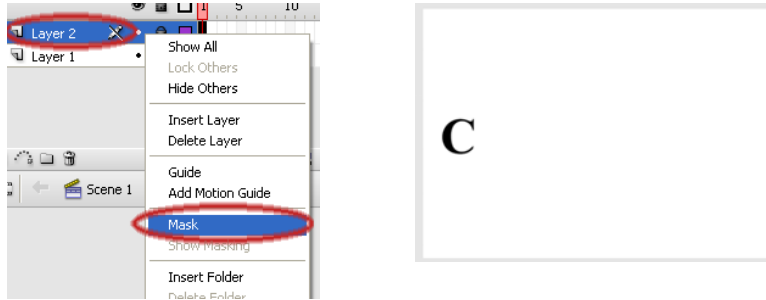 1 5 10
Layer 2
Layer 1
Show All
Lock Others
Hide Others
Insert Layer
Delete Layer
Guide
Add Motion Guide
Scene 1
Mask
Show Masking
Insert Folder
Delete Folder
C